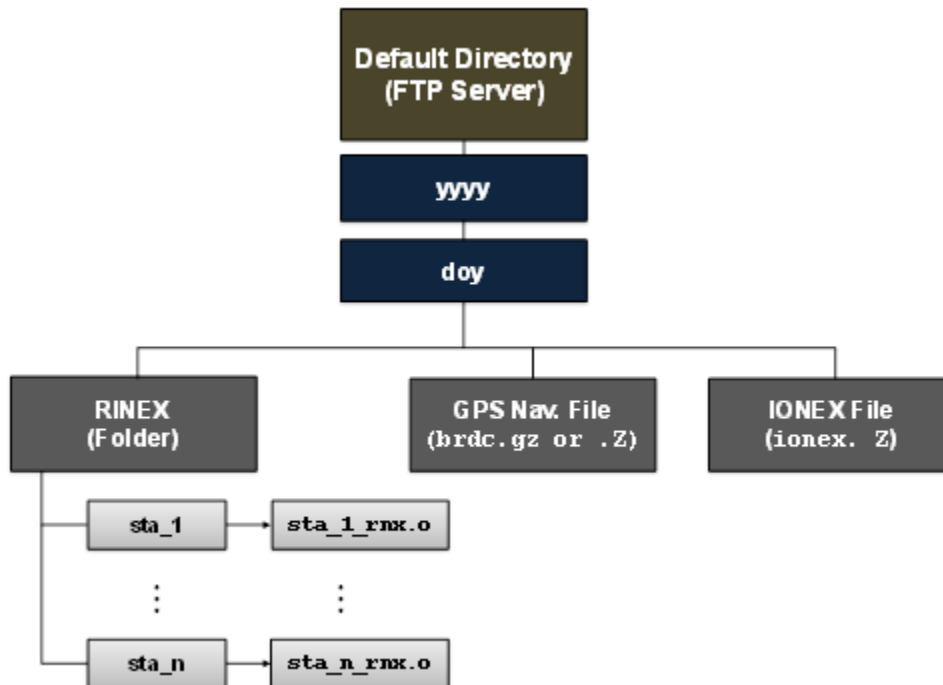 Default Directory
(FTP Server)
yyyy
doy
RINEX
(Folder)
GPS Nav. File
(brdc.gz or .Z)
IONEX File
(ionex. Z)
sta_1
sta_1_rnx.o
sta_n
sta_n_rnx.o